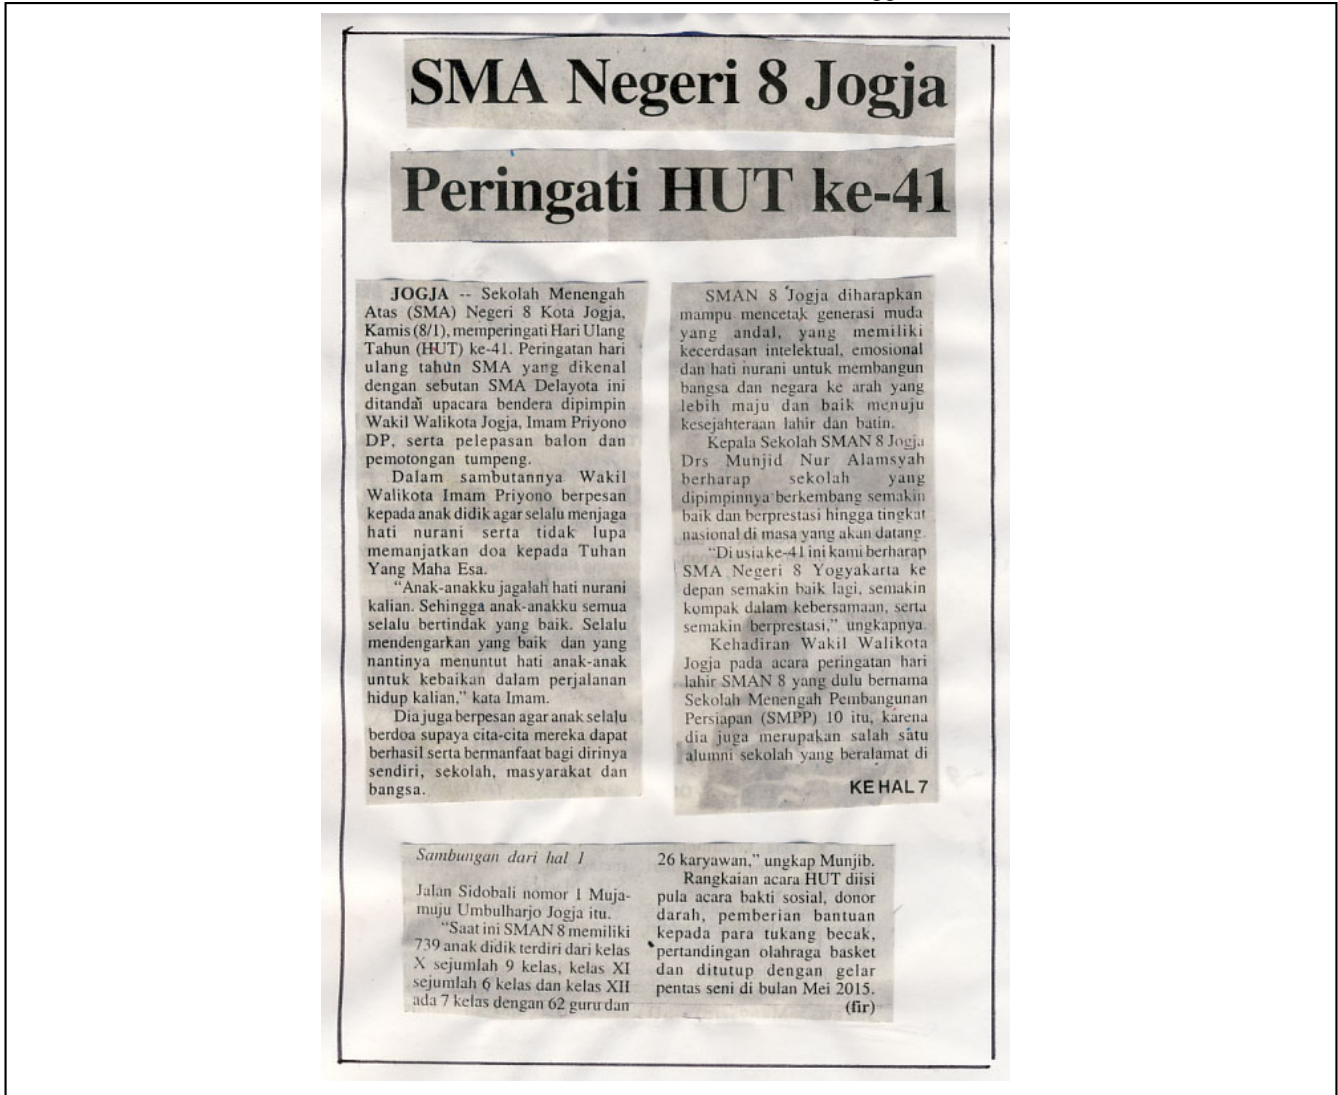 SMA Negeri 8 Jogja
Peringati HUT ke-41
JOGJA -- Sekolah Menengah
Atas (SMA) Negeri 8 Kota Jogja,
Kamis (8/1), memperingati Hari Ulang
Tahun (HUT) ke-41. Peringatan hari
ulang tahun SMA yang dikenal
dengan sebutan SMA Delayota ini
ditandai upacara bendera dipimpin
Wakil Walikota Jogja, Imam Priyono
DP, serta pelepasan balon dan
pemotongan tumpeng.
Dalam sambutannya Wakil
Walikota Imam Priyono berpesan
kepada anak didik agar selalu menjaga
hati nurani serta tidak lupa
memanjatkan doa kepada Tuhan
Yang Maha Esa.
“Anak-anakku jagalah hati nurani
kalian. Sehingga anak-anakku semua
selalu bertindak yang baik. Selalu
mendengarkan yang baik dan yang
nantinya menuntut hati anak-anak
untuk kebaikan dalam perjalanan
hidup kalian,” kata Imam.
Dia juga berpesan agar anak selalu
berdoa supaya cita-cita mereka dapat
berhasil serta bermanfaat bagi dirinya
sendiri, sekolah, masyarakat dan
bangsa.
SMAN 8 Jogja diharapkan
mampu mencetak generasi muda
yang andal, yang memiliki
kecerdasan intelektual, emosional
dan hati nurani untuk membangun
bangsa dan negara ke arah yang
lebih maju dan baik menuju
kesejahteraan lahir dan batin.
Kepala Sekolah SMAN 8 Jogja
Drs Munjid Nur Alamsyah
berharap sekolah yang
dipimpinnya berkembang semakin
baik dan berprestasi hingga tingkat
nasional di masa yang akan datang.
“Di usia ke-41 ini kami berharap
SMA Negeri 8 Yogyakarta ke
depan semakin baik lagi, semakin
kompak dalam kebersamaan, serta
semakin berprestasi,” ungkapnya.
Kehadiran Wakil Walikota
Jogja pada acara peringatan hari
lahir SMAN 8 yang dulu bernama
Sekolah Menengah Pembangunan
Persiapan (SMPP) 10 itu, karena
dia juga merupakan salah satu
alumni sekolah yang beralamat di
KE HAL 7
Sambungan dari hal 1
Jalan Sidobali nomor 1 Muja-
muju Umbulharjo Jogja itu.
“Saat ini SMAN 8 memiliki
739 anak didik terdiri dari kelas
X sejumlah 9 kelas, kelas XI
sejumlah 6 kelas dan kelas XII
ada 7 kelas dengan 62 guru dan
26 karyawan,” ungkap Munjib.
Rangkaian acara HUT diisi
pula acara bakti sosial, donor
darah, pemberian bantuan
kepada para tukang becak,
pertandingan olahraga basket
dan ditutup dengan gelar
pentas seni di bulan Mei 2015.
(fir)